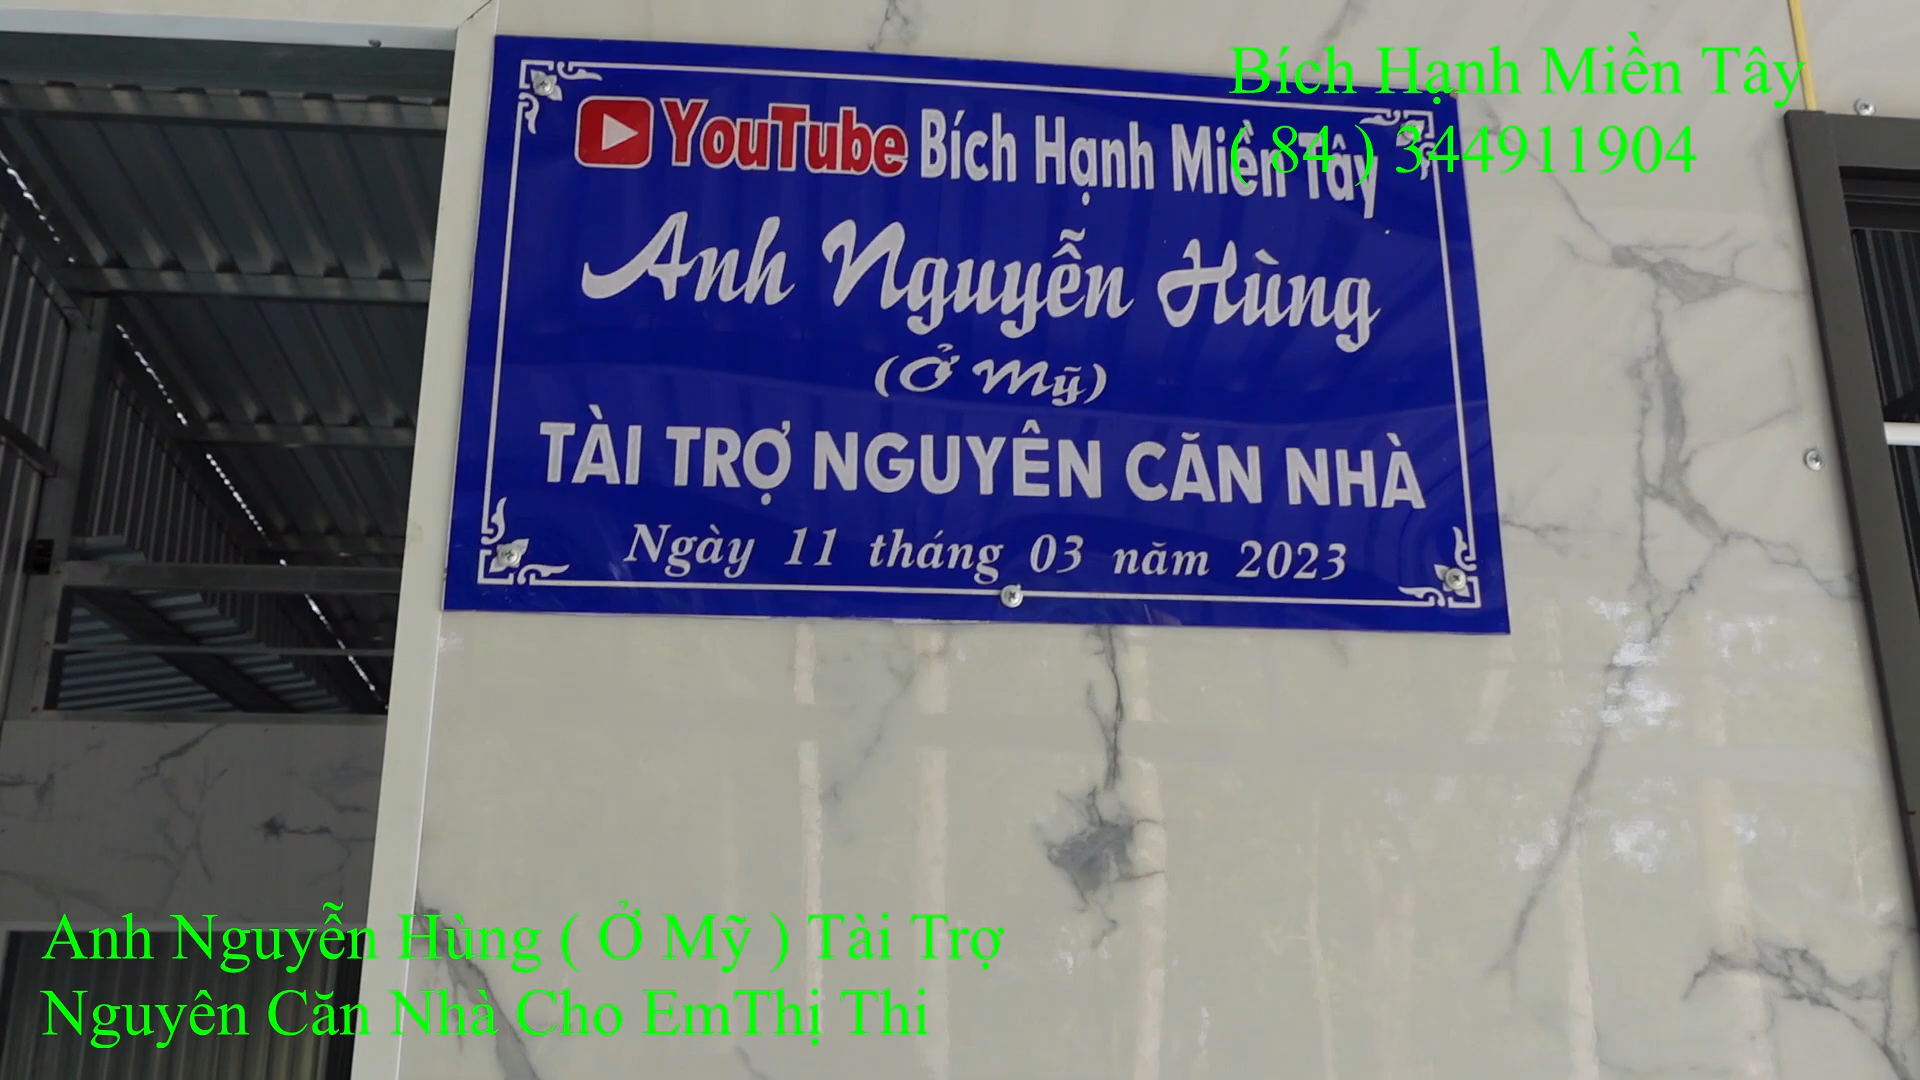 Bích Hạnh Miền Tây
( 84 ) 344911904
YouTube Bích Hạnh Miền Tây
Anh Nguyễn Hùng
(Ở Mỹ)
TÀI TRỢ NGUYÊN CĂN NHÀ
Ngày 11 tháng 03 năm 2023
Anh Nguyễn Hùng ( Ở Mỹ ) Tài Trợ
Nguyên Căn Nhà Cho EmThị Thi